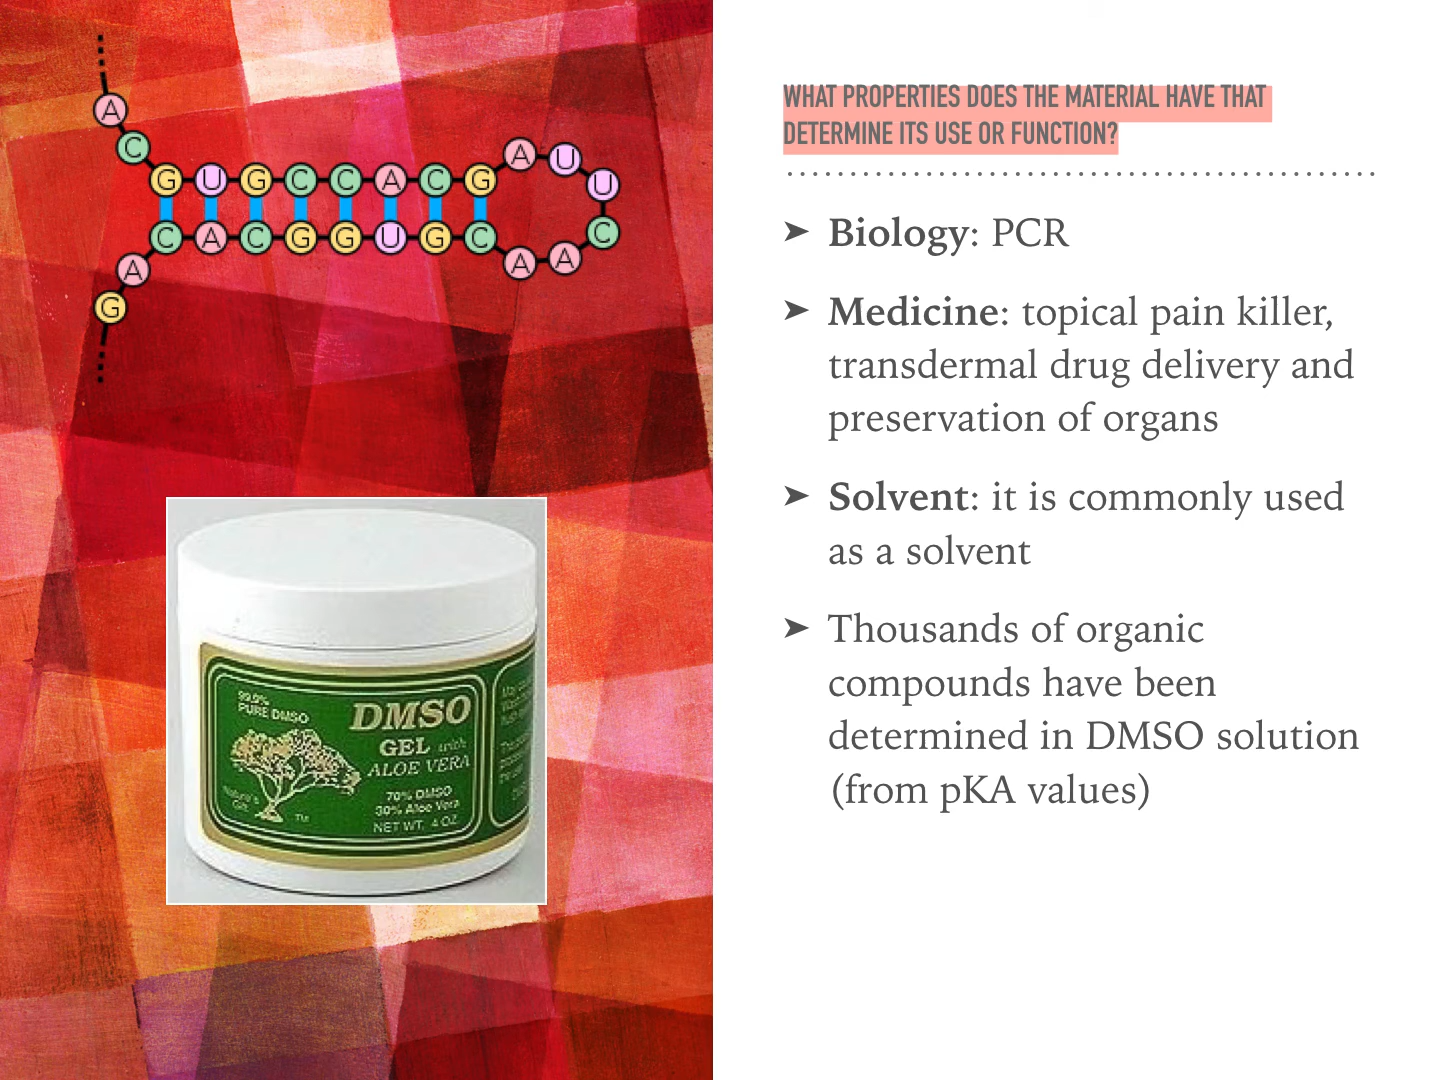 A
C
G U G C C A C G A U U
C A C G G U G C A A C
A
G
WHAT PROPERTIES DOES THE MATERIAL HAVE THAT
DETERMINE ITS USE OR FUNCTION?
➤ Biology: PCR
➤ Medicine: topical pain killer,
transdermal drug delivery and
preservation of organs
➤ Solvent: it is commonly used
as a solvent
➤ Thousands of organic
compounds have been
determined in DMSO solution
(from pKA values)
99.9%
PURE DMSO
DMSO
GEL with
ALOE VERA
70% DMSO
30% Aloe Vera
NET WT. 4 OZ.
Nature's
Gift
TM